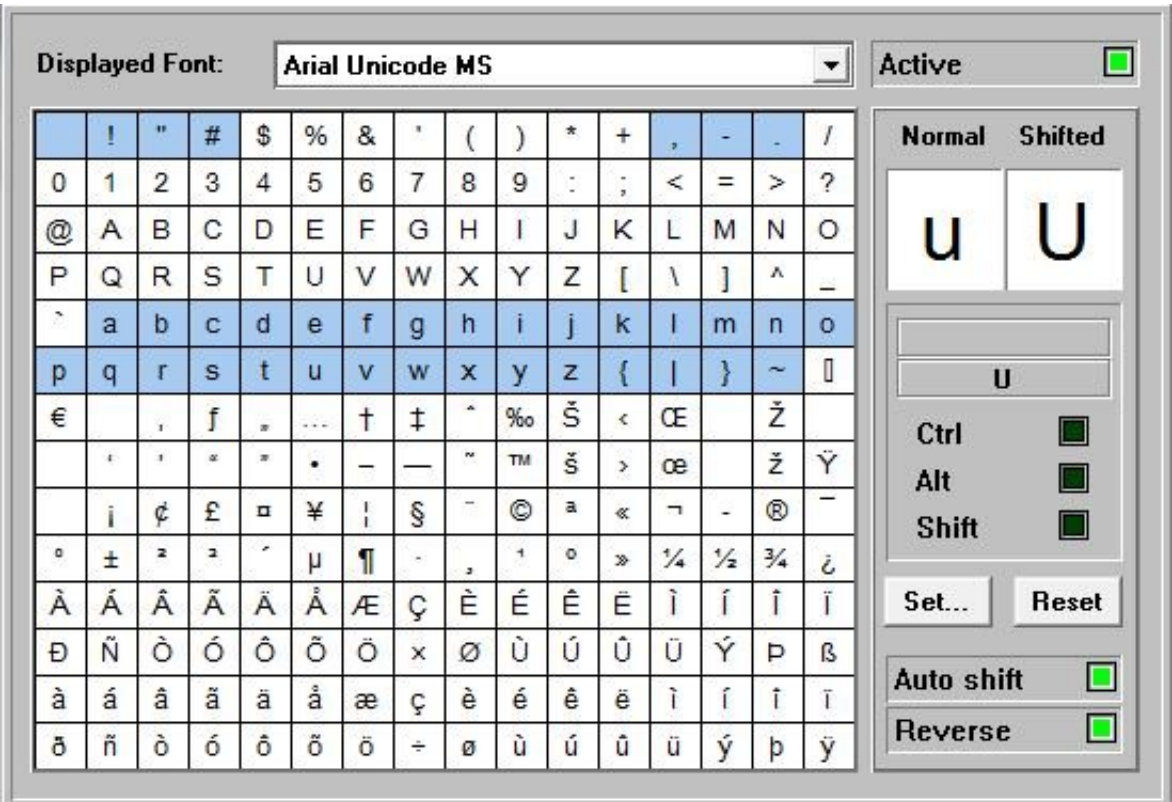 Displayed Font: Arial Unicode MS Active
! " # $ % & ' ( ) * + , - . /
0 1 2 3 4 5 6 7 8 9 : ; < = > ?
@ A B C D E F G H I J K L M N O
P Q R S T U V W X Y Z [ \ ] ^ _
` a b c d e f g h i j k l m n o
p q r s t u v w x y z { | } ~ ▯
€ ‚ ƒ „ … † ‡ ˆ ‰ Š ‹ Œ Ž
‘ ’ “ ” • – — ˜ ™ š › œ ž Ÿ
¡ ¢ £ ¤ ¥ ¦ § ¨ © ª « ¬ - ® ¯
° ± ² ³ ´ µ ¶ · ¸ ¹ º » ¼ ½ ¾ ¿
À Á Â Ã Ä Å Æ Ç È É Ê Ë Ì Í Î Ï
Ð Ñ Ò Ó Ô Õ Ö × Ø Ù Ú Û Ü Ý Þ ß
à á â ã ä å æ ç è é ê ë ì í î ï
ð ñ ò ó ô õ ö ÷ ø ù ú û ü ý þ ÿ
Normal Shifted
u U
U
Ctrl
Alt
Shift
Set... Reset
Auto shift
Reverse